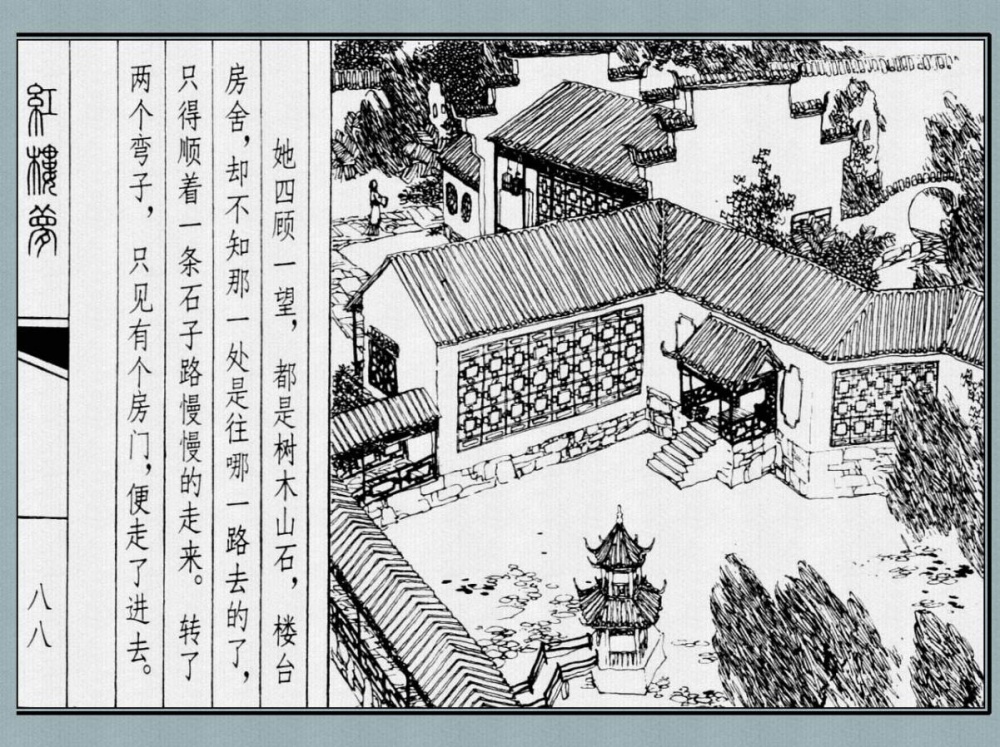 她四顾一望，都是树木山石，楼台
房舍，却不知那一处是往哪一路去的了，
只得顺着一条石子路慢慢的走来。转了
两个弯子，只见有个房门，便走了进去。
紅樓夢
八八